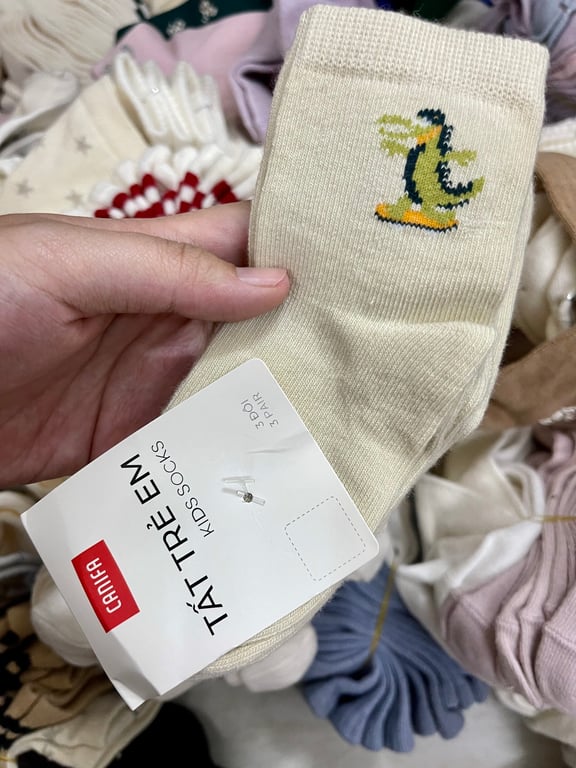 3 ĐÔI
3 PAIR
TẤT TRẺ EM
KIDS SOCKS
CANIFA